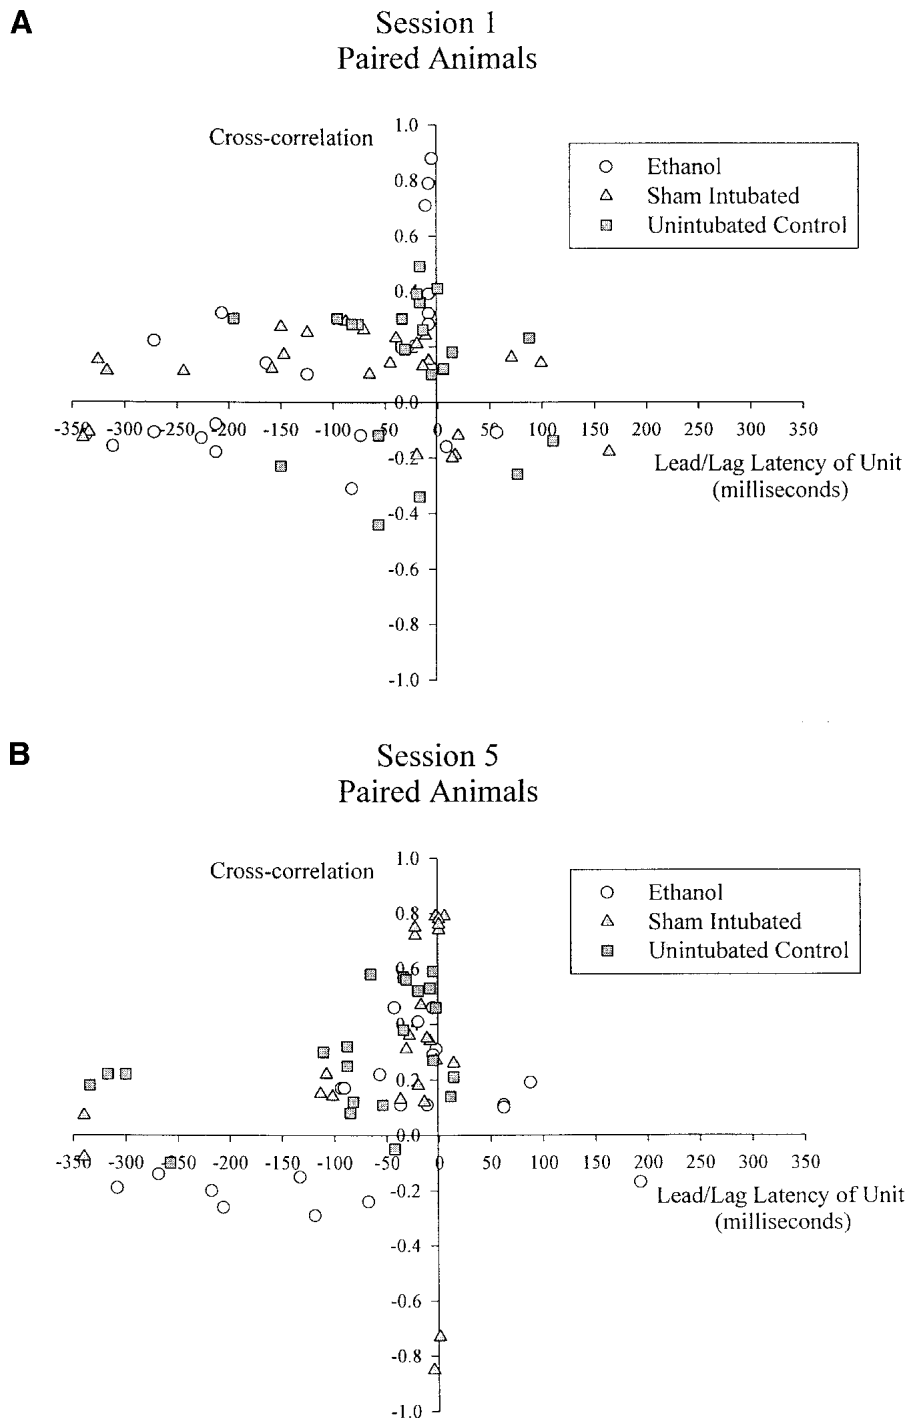 A
Session 1
Paired Animals
Cross-correlation
1.0
0.8
0.6
0.
0.0
-0.2
-0.4
-0.6
-0.8
-1.0
Ethanol
Sham Intubated
Unintubated Control
-350 -300 -250 -200 -150 -100 -50 0 50 100 150 200 250 300 350
Lead/Lag Latency of Unit
(milliseconds)
B
Session 5
Paired Animals
Cross-correlation
1.0
0.8
0.6
0.2
0.0
-0.2
-0.4
-0.6
-0.8
-1.0
Ethanol
Sham Intubated
Unintubated Control
-350 -300 -250 -200 -150 -100 -50 0 50 100 150 200 250 300 350
Lead/Lag Latency of Unit
(milliseconds)